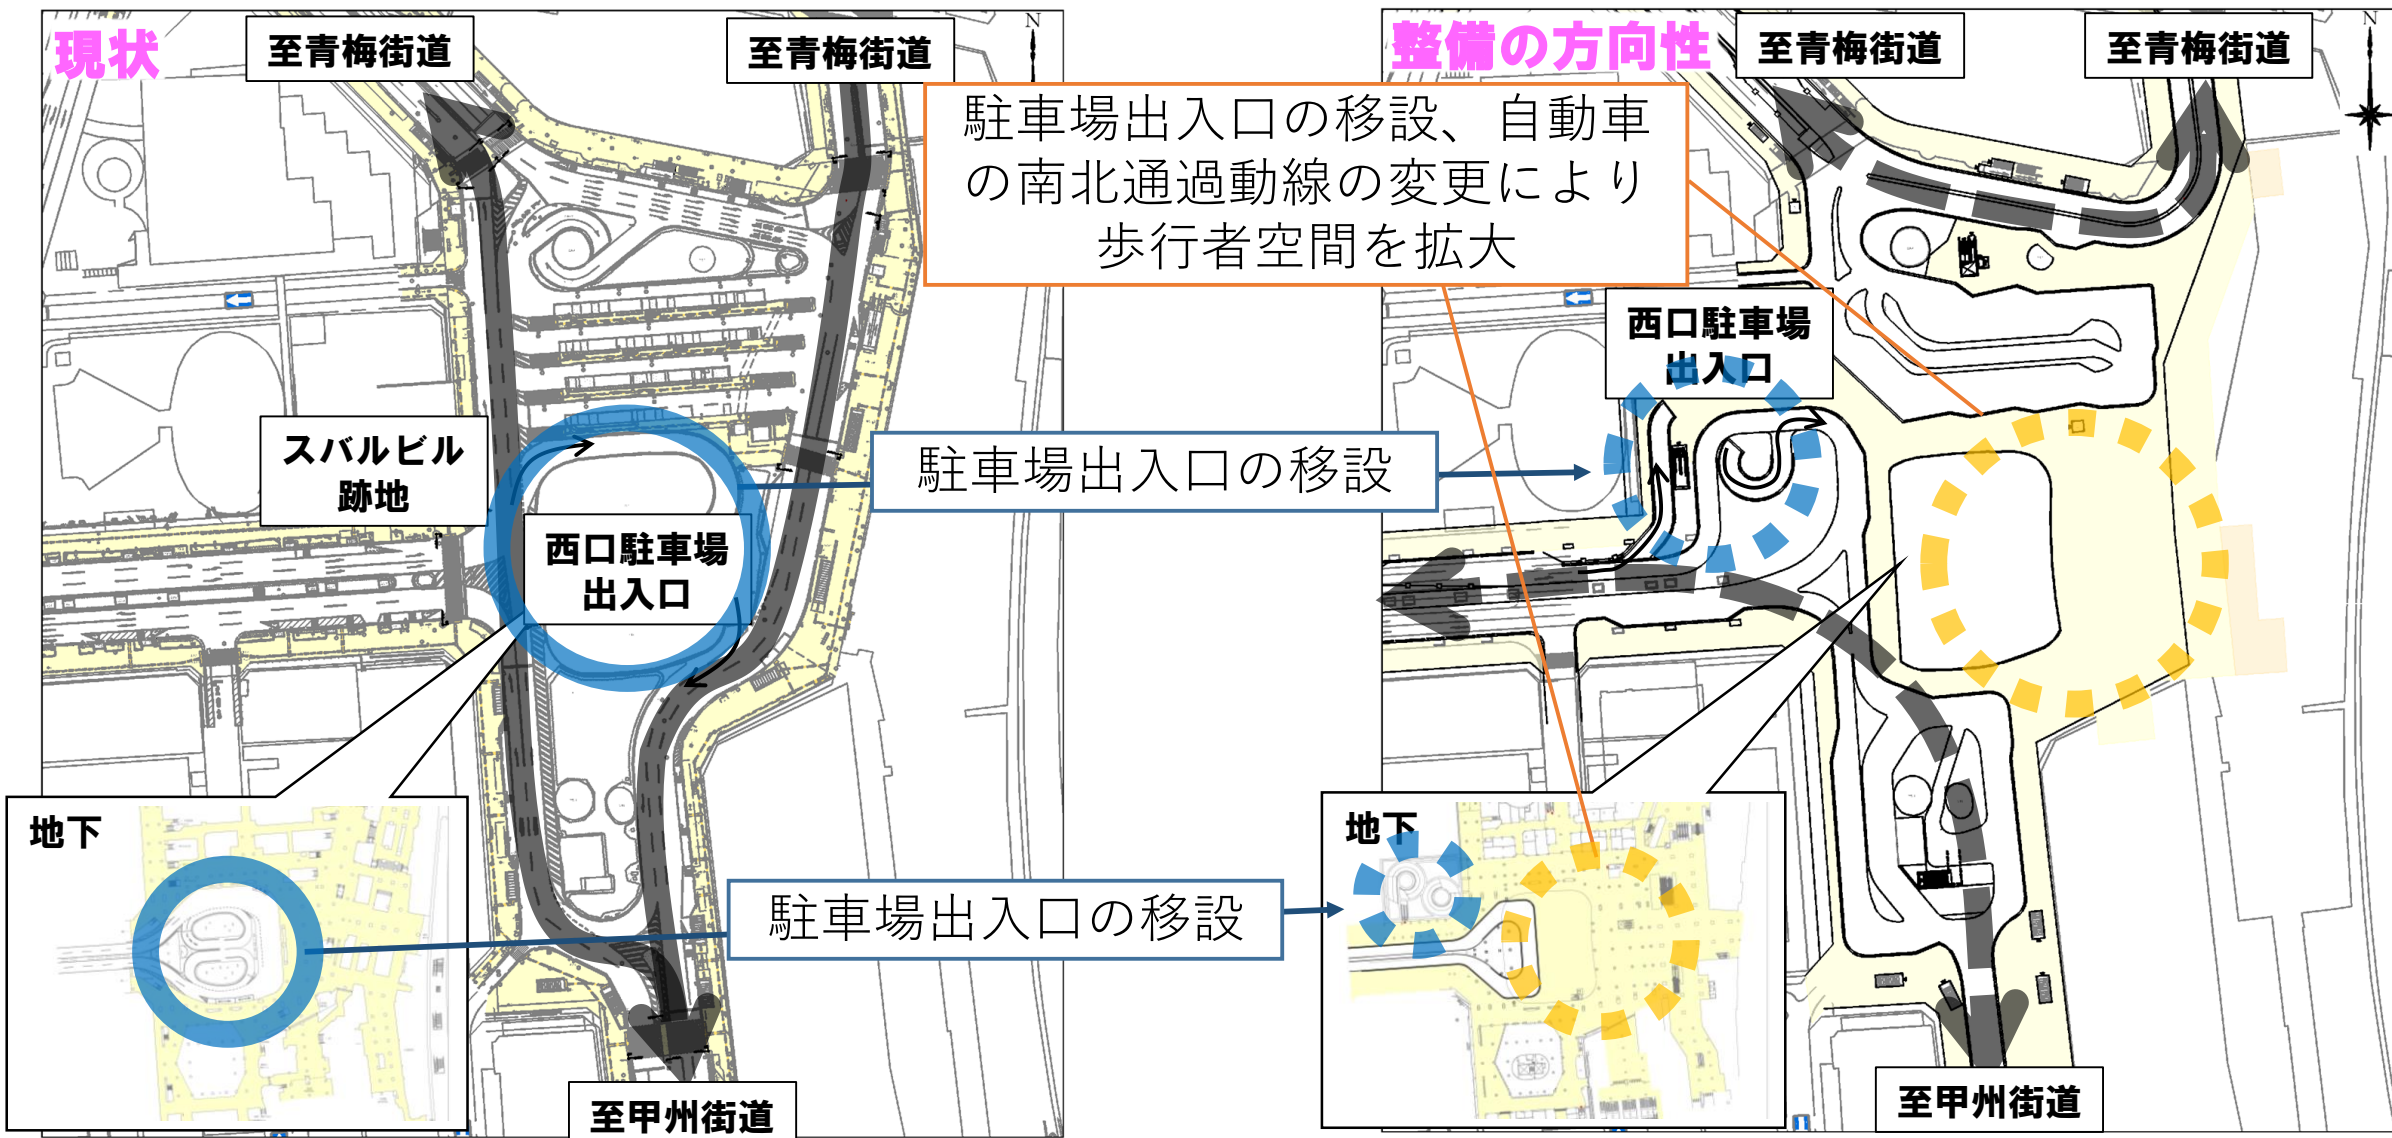 現状
至青梅街道
至青梅街道
N
スバルビル
跡地
西口駐車場
出入口
地下
至甲州街道
駐車場出入口の移設、自動車
の南北通過動線の変更により
歩行者空間を拡大
駐車場出入口の移設
駐車場出入口の移設
整備の方向性
至青梅街道
至青梅街道
N
西口駐車場
出入口
地下
至甲州街道